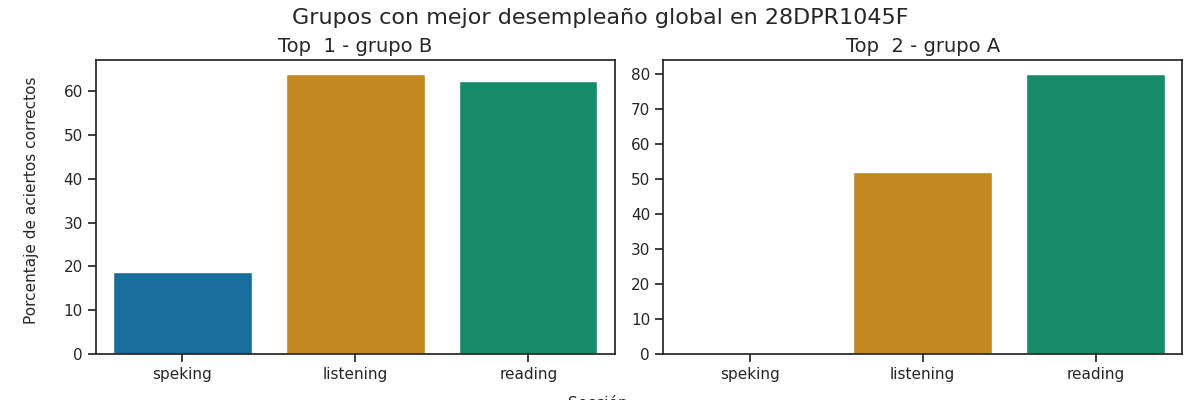 Grupos con mejor desempleaño global en 28DPR1045F
Top 1 - grupo B
Porcentaje de aciertos correctos
60
50
40
30
20
10
0
speking listening reading
Top 2 - grupo A
80
70
60
50
40
30
20
10
0
speking listening reading
Sección